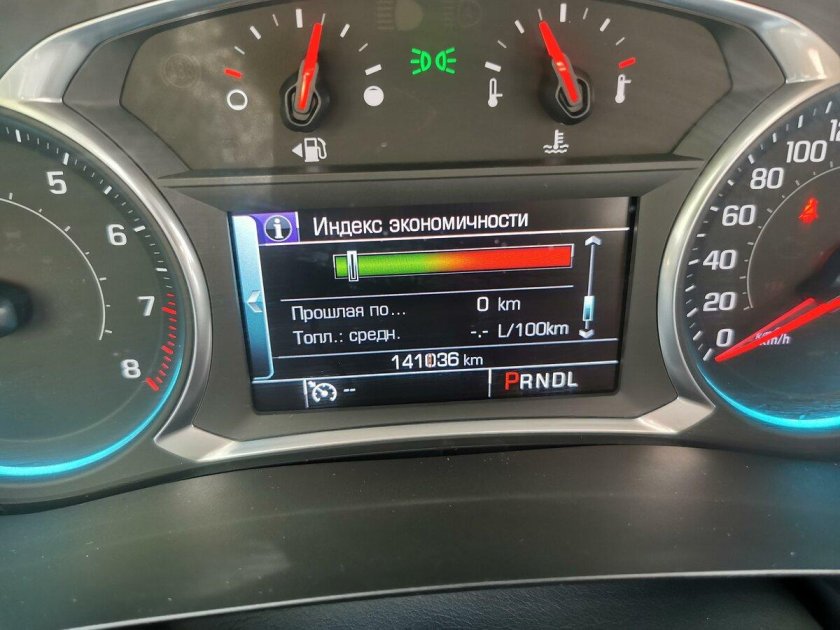 5
6
7
8
0
20
40
60
80
100
km/h
Индекс экономичности
Прошлая по... 0 km
Топл.: средн. -.- L/100km
141036 km
-- PRNDL